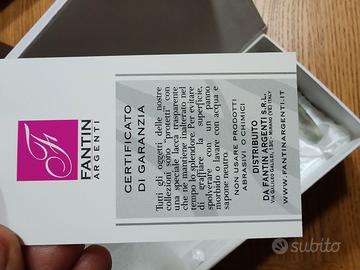 FANTIN
ARGENTI
CERTIFICATO
DI GARANZIA
Tutti gli oggetti delle nostre
collezioni sono "protetti" con
una speciale lacca trasparente
che ne mantiene inalterato nel
tempo lo splendore. Per evitare
di graffiare la superficie,
spolverare con un panno
morbido o lavare con acqua e
sapone neutro.
NON USARE PRODOTTI
ABRASIVI O CHIMICI
DISTRIBUITO
DA FANTIN ARGENTI S.R.L.
WWW.FANTINARGENTI.IT
subito